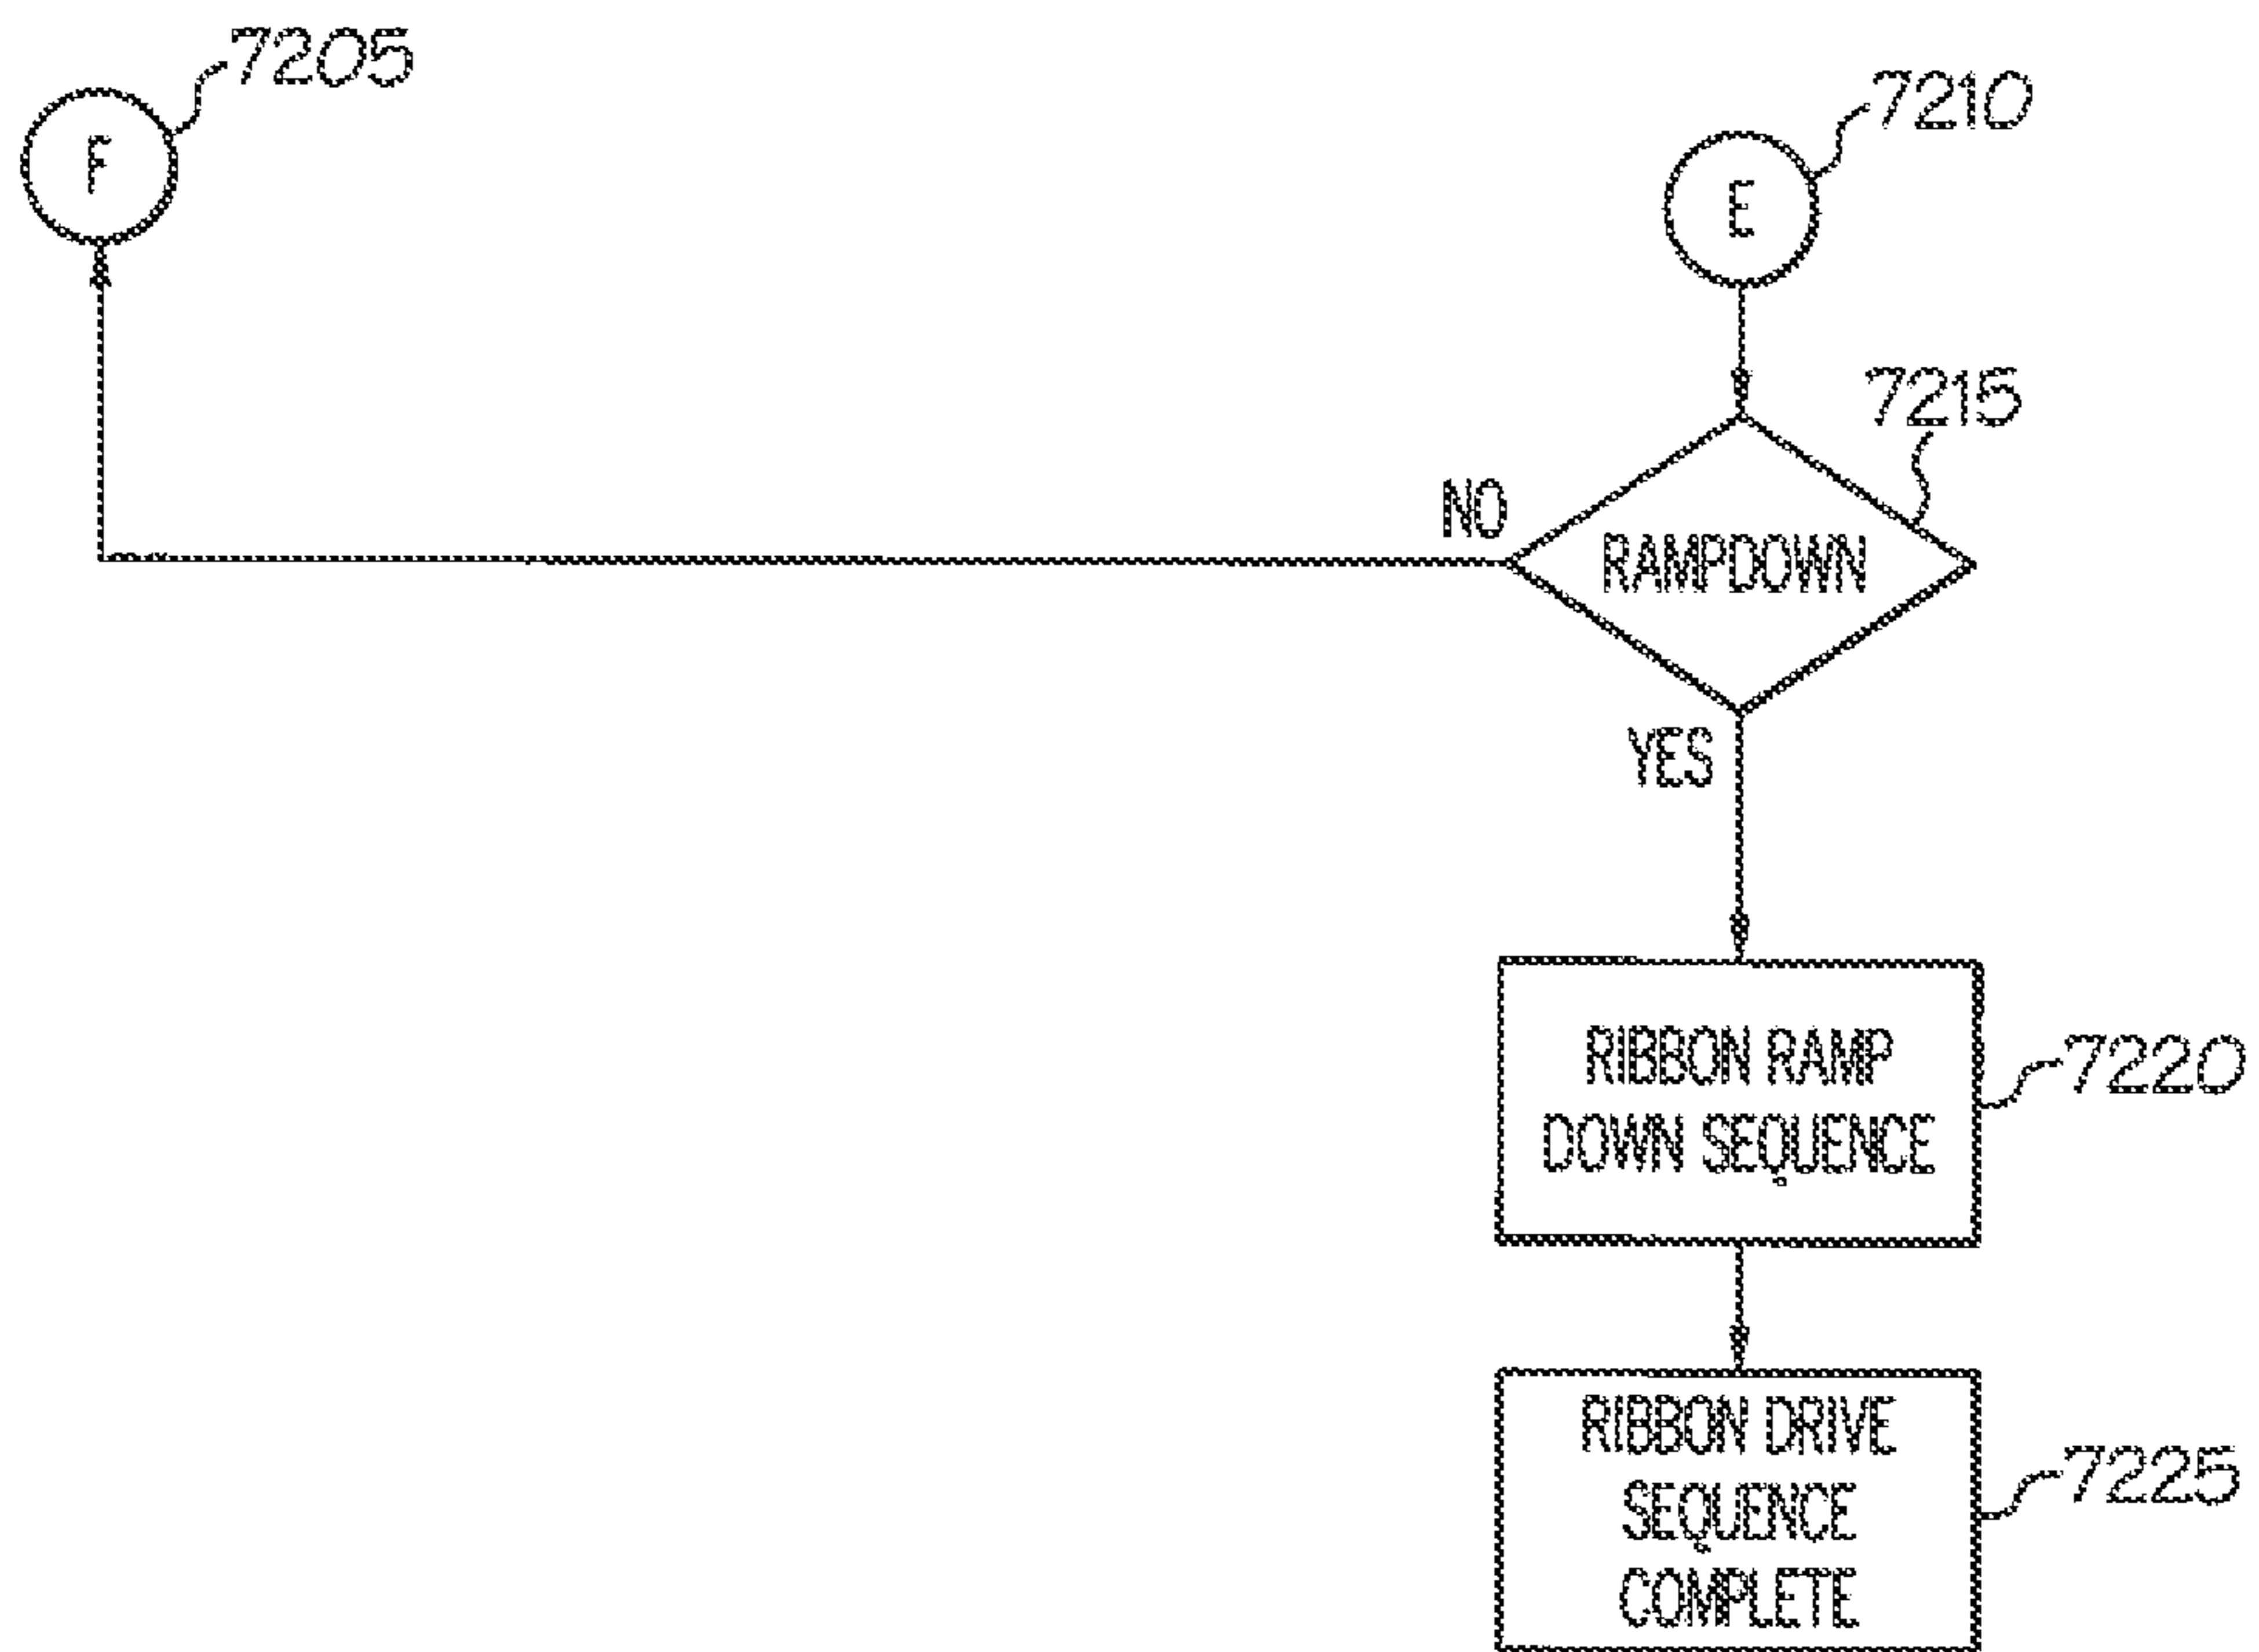 7205
F
7210
E
7215
NO
RAMPDOWN
YES
RIBBON RAMP
DOWN SEQUENCE
7220
RIBBON DRIVE
SEQUENCE
COMPLETE
7225